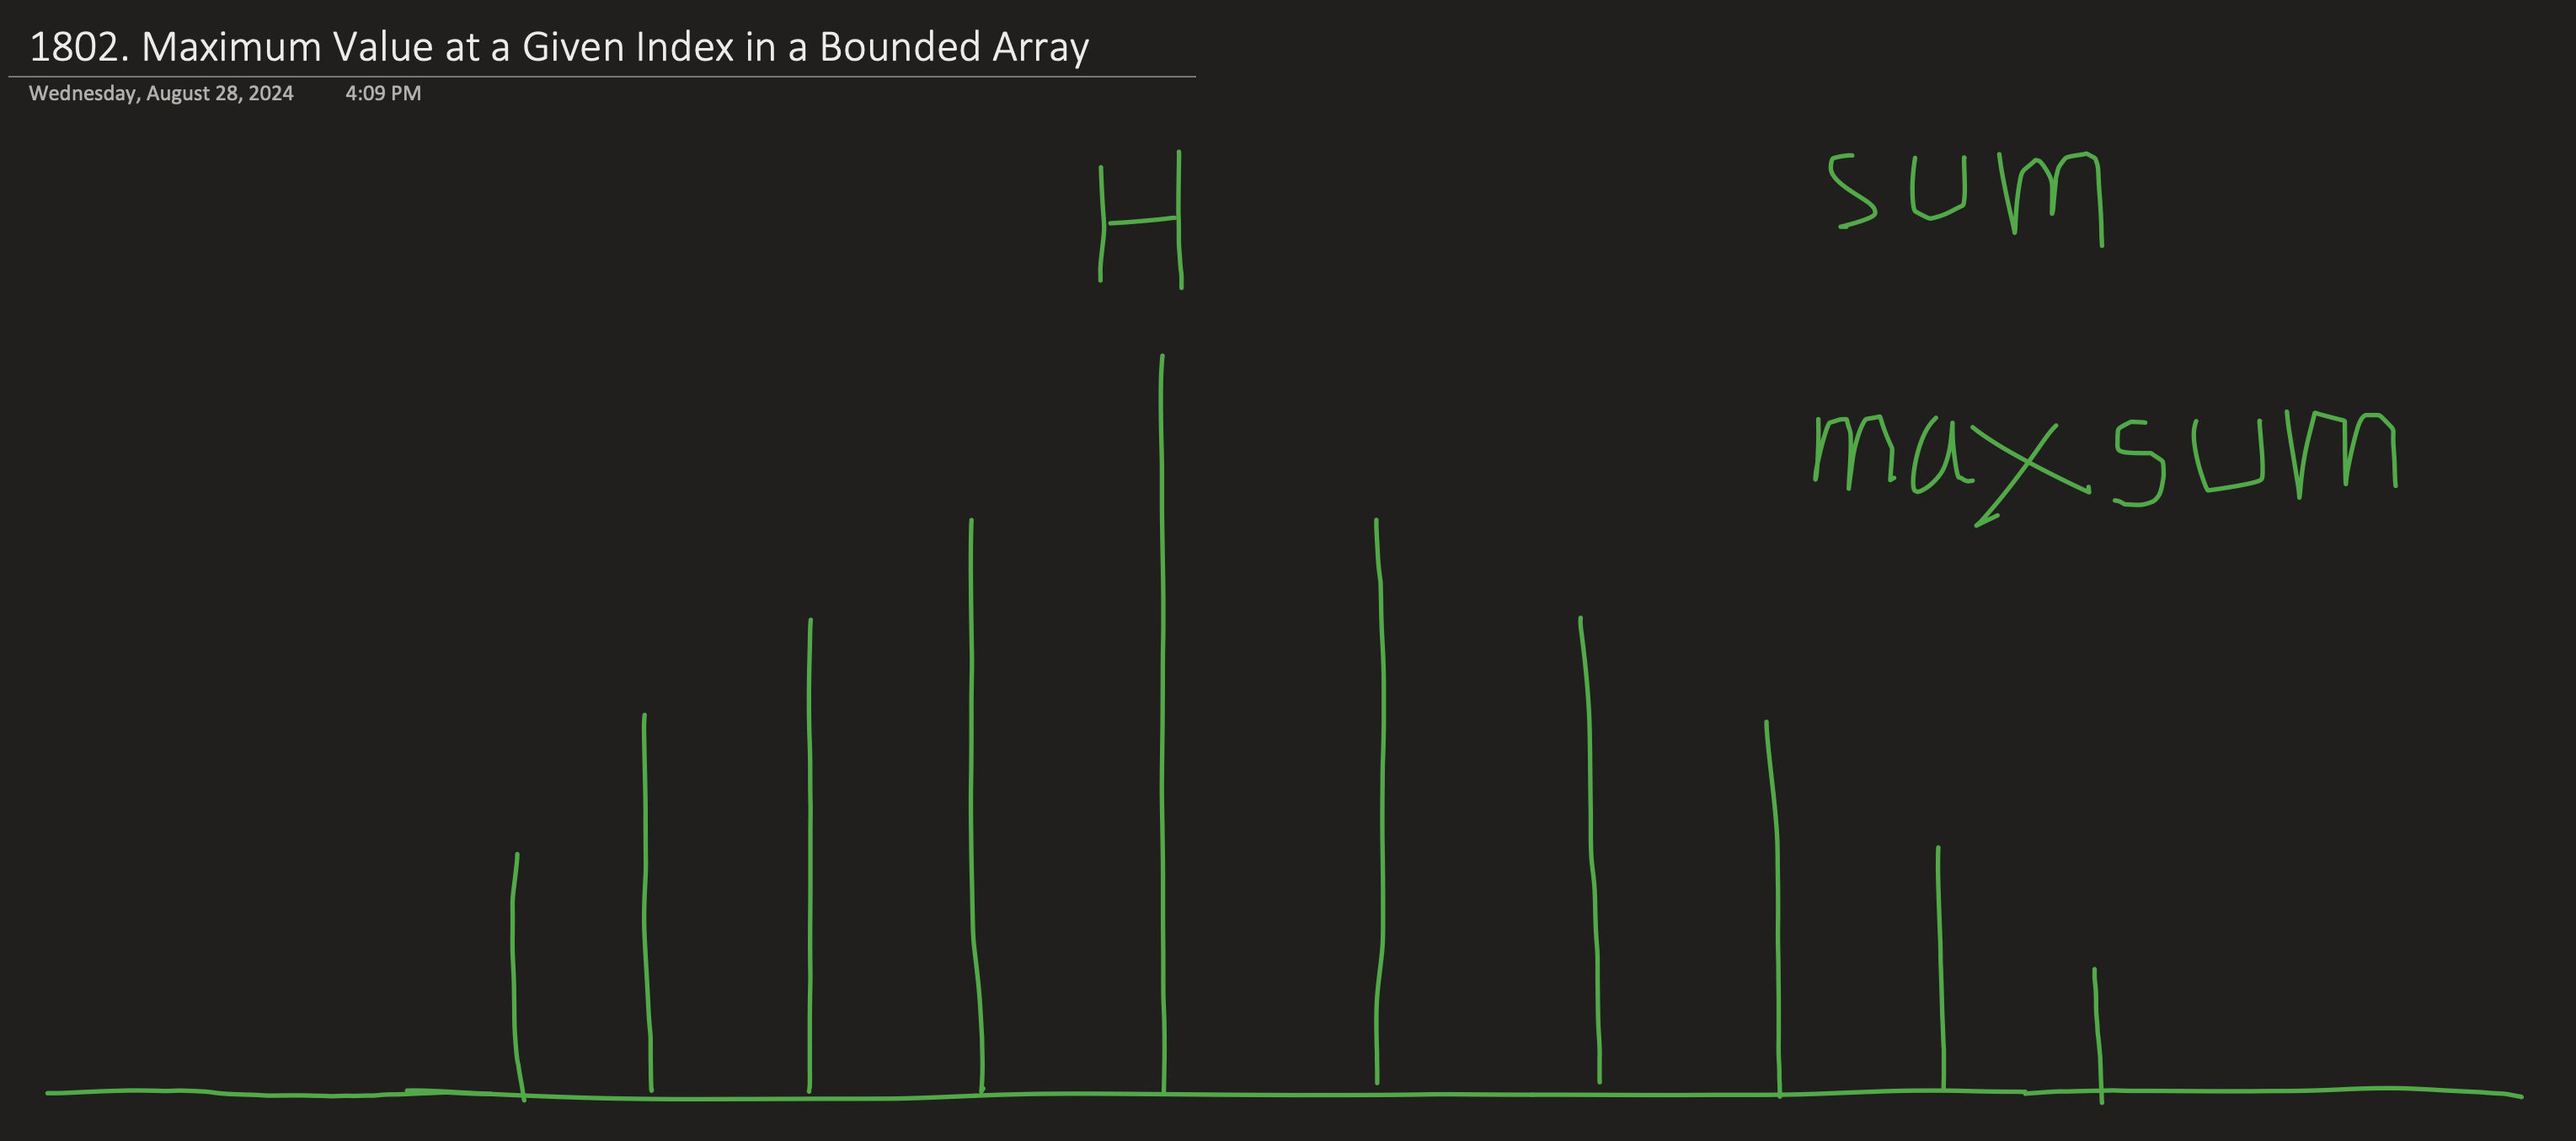 1802. Maximum Value at a Given Index in a Bounded Array
Wednesday, August 28, 2024 4:09 PM
H
sum
maxsum